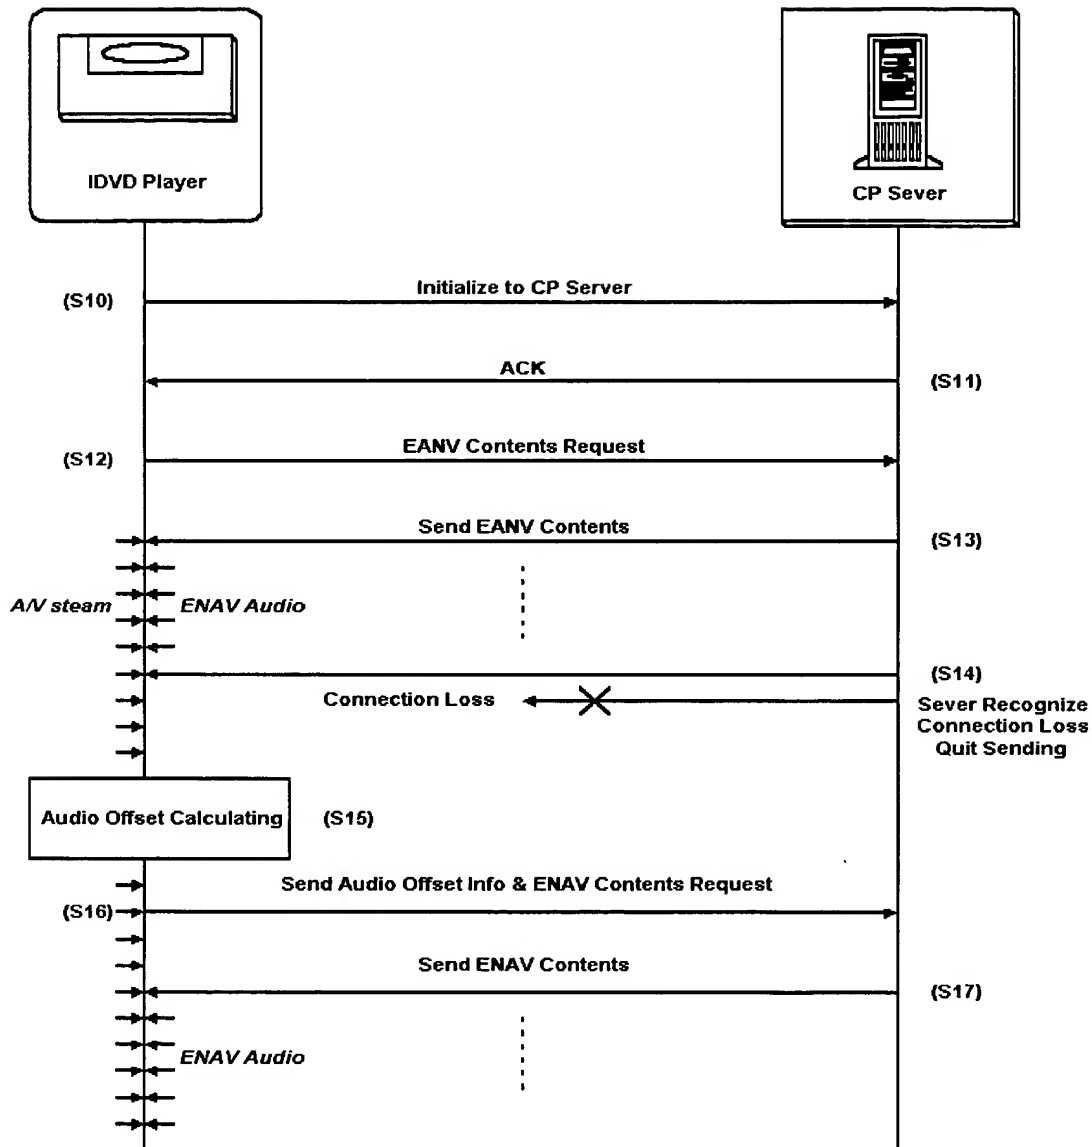 IDVD Player
CP Sever
(S10)
Initialize to CP Server
ACK
(S11)
(S12)
EANV Contents Request
Send EANV Contents
(S13)
A/V steam
ENAV Audio
(S14)
Connection Loss
Sever Recognize
Connection Loss
Quit Sending
Audio Offset Calculating
(S15)
Send Audio Offset Info & ENAV Contents Request
(S16)
Send ENAV Contents
(S17)
ENAV Audio